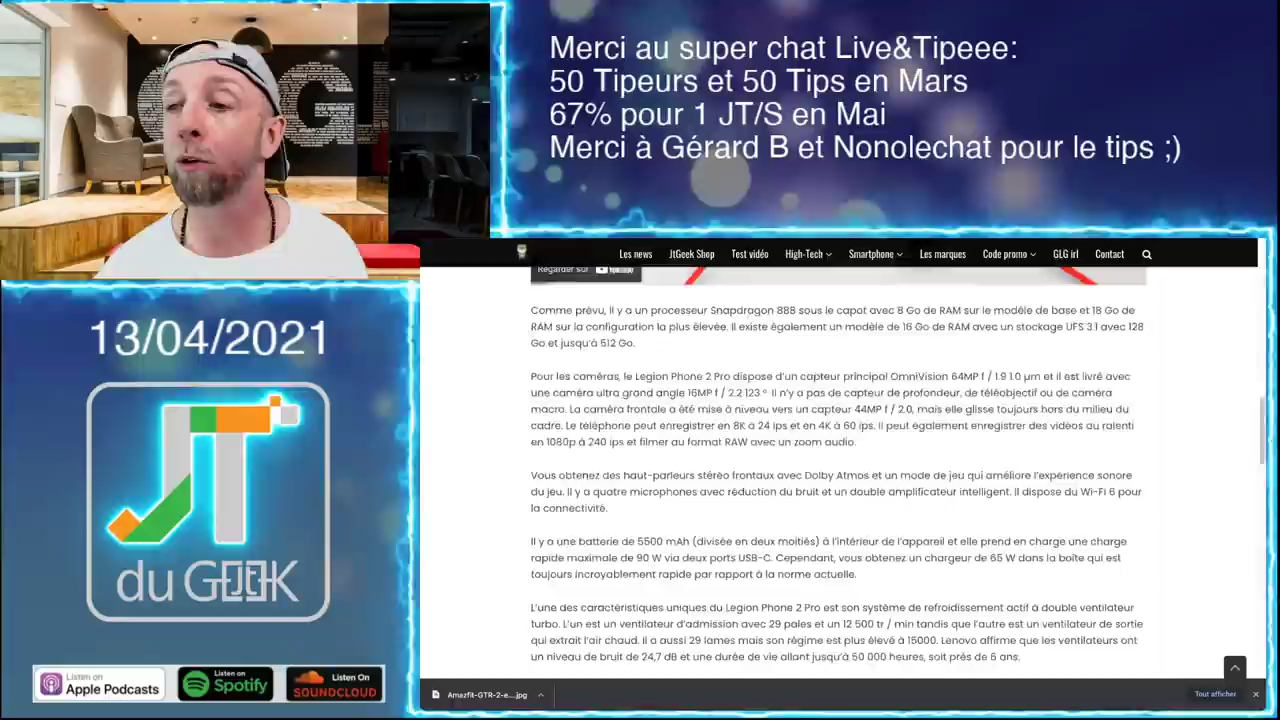 Merci au super chat Live&Tipeee:
50 Tipeurs et 50 Tips en Mars
67% pour 1 JT/S en Mai
Merci à Gérard B et Nonolechat pour le tips ;)
Les news JtGeek Shop Test vidéo High-Tech Smartphone Les marques Code promo GLG irl Contact
Regarder sur
Comme prévu, il y a un processeur Snapdragon 888 sous le capot avec 8 Go de RAM sur le modèle de base et 18 Go de
RAM sur la configuration la plus élevée. Il existe également un modèle de 16 Go de RAM avec un stockage UFS 3.1 avec 128
Go et jusqu'à 512 Go.
Pour les caméras, le Legion Phone 2 Pro dispose d'un capteur principal OmniVision 64MP f / 1.9 1.0 µm et il est livré avec
une caméra ultra grand angle 16MP f / 2.2 123 °. Il n'y a pas de capteur de profondeur, de téléobjectif ou de caméra
macro. La caméra frontale a été mise à niveau vers un capteur 44MP f / 2.0, mais elle glisse toujours hors du milieu du
cadre. Le téléphone peut enregistrer en 8K à 24 ips et en 4K à 60 ips. Il peut également enregistrer des vidéos au ralenti
en 1080p à 240 ips et filmer au format RAW avec un zoom audio.
Vous obtenez des haut-parleurs stéréo frontaux avec Dolby Atmos et un mode de jeu qui améliore l'expérience sonore
du jeu. Il y a quatre microphones avec réduction du bruit et un double amplificateur intelligent. Il dispose du Wi-Fi 6 pour
la connectivité.
Il y a une batterie de 5500 mAh (divisée en deux moitiés) à l'intérieur de l'appareil et elle prend en charge une charge
rapide maximale de 90 W via deux ports USB-C. Cependant, vous obtenez un chargeur de 65 W dans la boîte qui est
toujours incroyablement rapide par rapport à la norme actuelle.
L'une des caractéristiques uniques du Legion Phone 2 Pro est son système de refroidissement actif à double ventilateur
turbo. L'un est un ventilateur d'admission avec 29 pales et un 12 500 tr / min tandis que l'autre est un ventilateur de sortie
qui extrait l'air chaud. Il a aussi 29 lames mais son régime est plus élevé à 15000. Lenovo affirme que les ventilateurs ont
un niveau de bruit de 24,7 dB et une durée de vie allant jusqu'à 50 000 heures, soit près de 6 ans.
Amazfit-GTR-2-e....jpg
Tout afficher
13/04/2021
JT
du GEEK
Listen on
Apple Podcasts
Listen on
Spotify
Listen On
SOUNDCLOUD